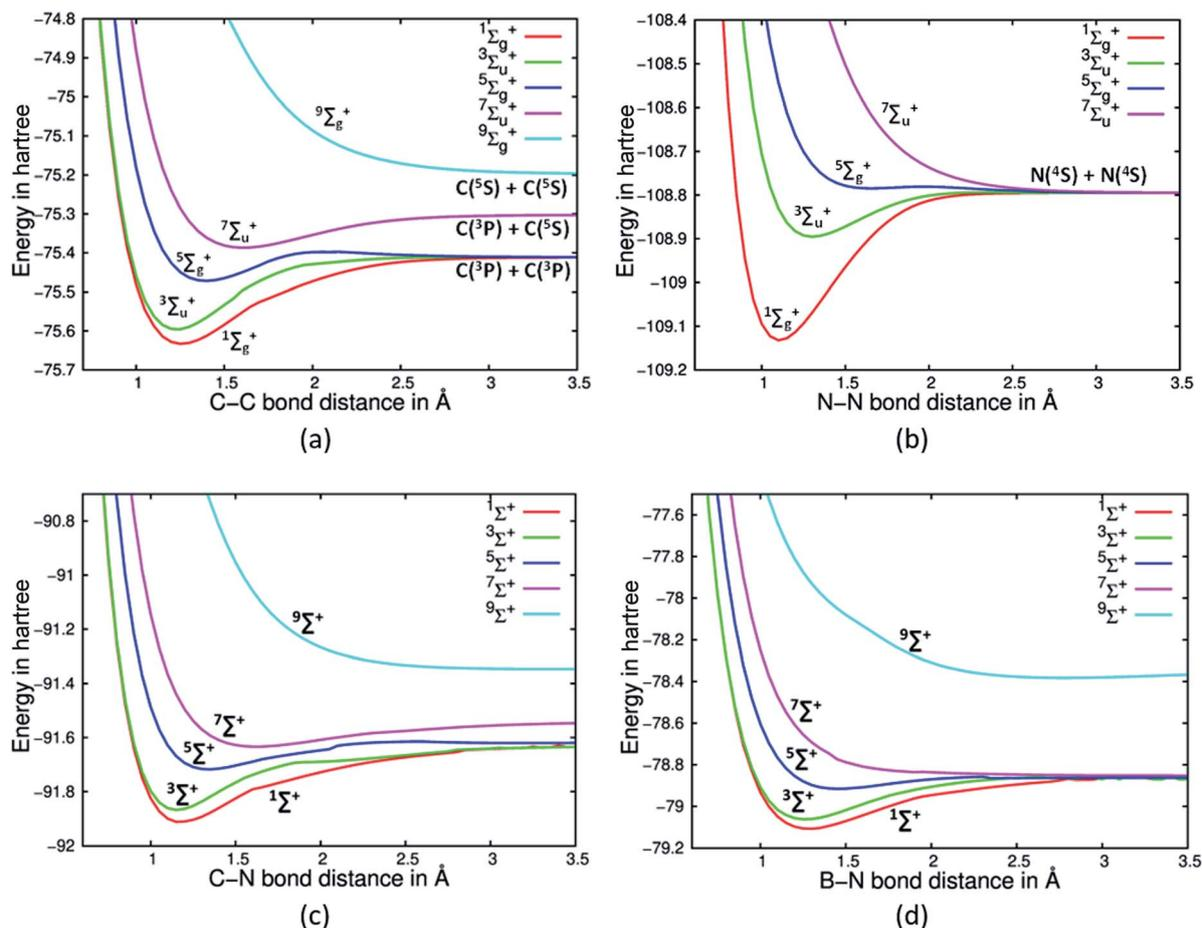 −74.8
−74.9
−75
−75.1
−75.2
−75.3
−75.4
−75.5
−75.6
−75.7
Energy in hartree
¹Σg⁺
³Σu⁺
⁵Σg⁺
⁷Σu⁺
⁹Σg⁺
⁹Σg⁺
C(⁵S) + C(⁵S)
⁷Σu⁺
C(³P) + C(⁵S)
⁵Σg⁺
C(³P) + C(³P)
³Σu⁺
¹Σg⁺
1 1.5 2 2.5 3 3.5
C−C bond distance in Å
(a)
−108.4
−108.5
−108.6
−108.7
−108.8
−108.9
−109
−109.1
−109.2
Energy in hartree
¹Σg⁺
³Σu⁺
⁵Σg⁺
⁷Σu⁺
⁷Σu⁺
⁵Σg⁺
N(⁴S) + N(⁴S)
³Σu⁺
¹Σg⁺
1 1.5 2 2.5 3 3.5
N−N bond distance in Å
(b)
−90.8
−91
−91.2
−91.4
−91.6
−91.8
−92
Energy in hartree
¹Σ⁺
³Σ⁺
⁵Σ⁺
⁷Σ⁺
⁹Σ⁺
⁹Σ⁺
⁷Σ⁺
⁵Σ⁺
³Σ⁺
¹Σ⁺
1 1.5 2 2.5 3 3.5
C−N bond distance in Å
(c)
−77.6
−77.8
−78
−78.2
−78.4
−78.6
−78.8
−79
−79.2
Energy in hartree
¹Σ⁺
³Σ⁺
⁵Σ⁺
⁷Σ⁺
⁹Σ⁺
⁹Σ⁺
⁷Σ⁺
⁵Σ⁺
³Σ⁺
¹Σ⁺
1 1.5 2 2.5 3 3.5
B−N bond distance in Å
(d)